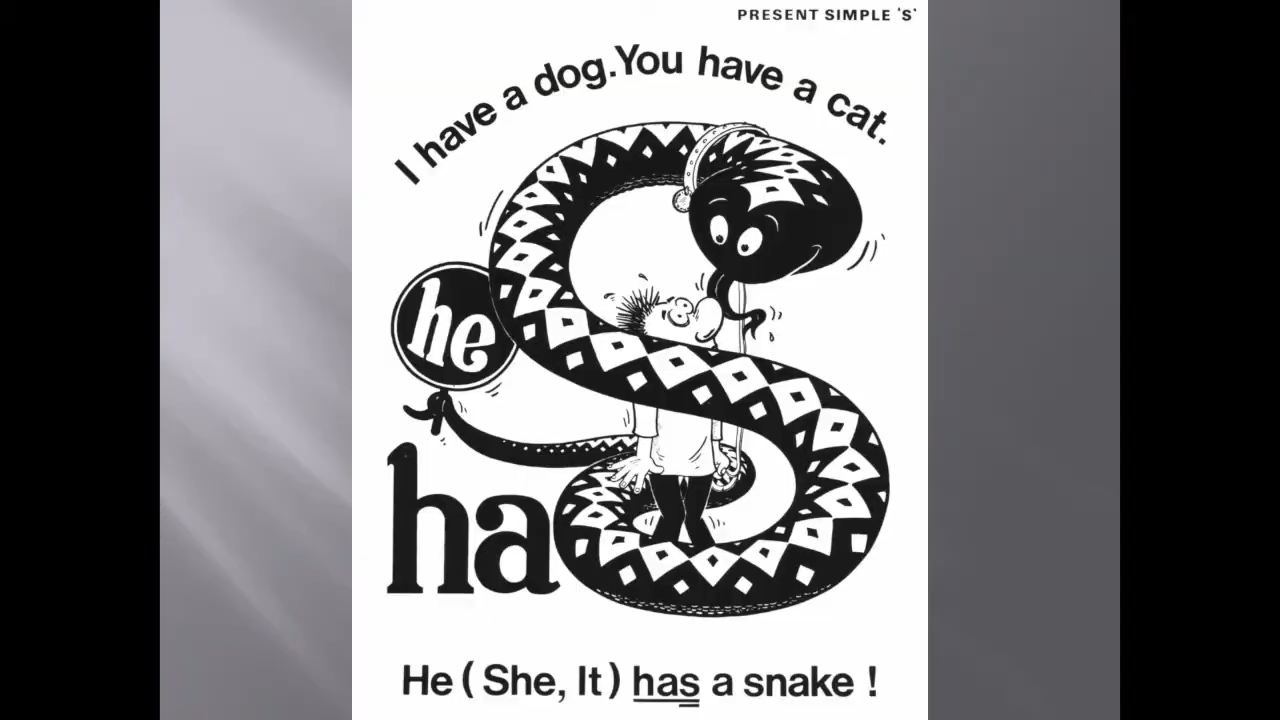 PRESENT SIMPLE 'S'
I have a dog. You have a cat.
he
has
He ( She, It ) has a snake !